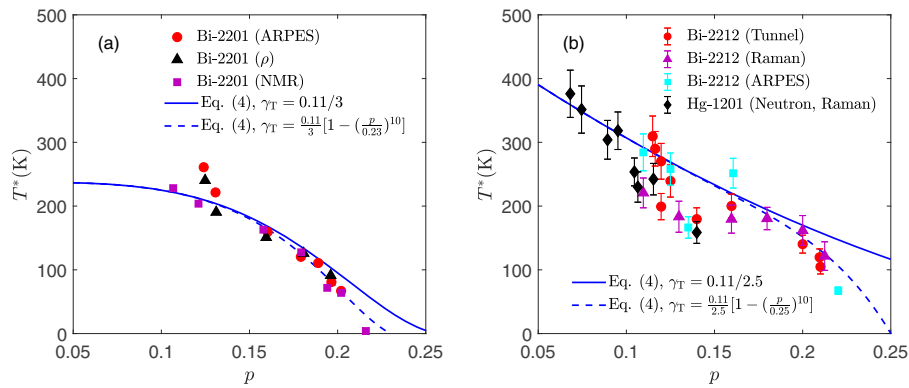 (a)
Bi-2201 (ARPES)
Bi-2201 (ρ)
Bi-2201 (NMR)
Eq. (4), γ_T = 0.11/3
Eq. (4), γ_T = 0.11/3 [1 − (p/0.23)^10]
T*(K)
500
400
300
200
100
0
0.05 0.1 0.15 0.2 0.25
p
(b)
Bi-2212 (Tunnel)
Bi-2212 (Raman)
Bi-2212 (ARPES)
Hg-1201 (Neutron, Raman)
Eq. (4), γ_T = 0.11/2.5
Eq. (4), γ_T = 0.11/2.5 [1 − (p/0.25)^10]
T*(K)
500
400
300
200
100
0
0.05 0.1 0.15 0.2 0.25
p